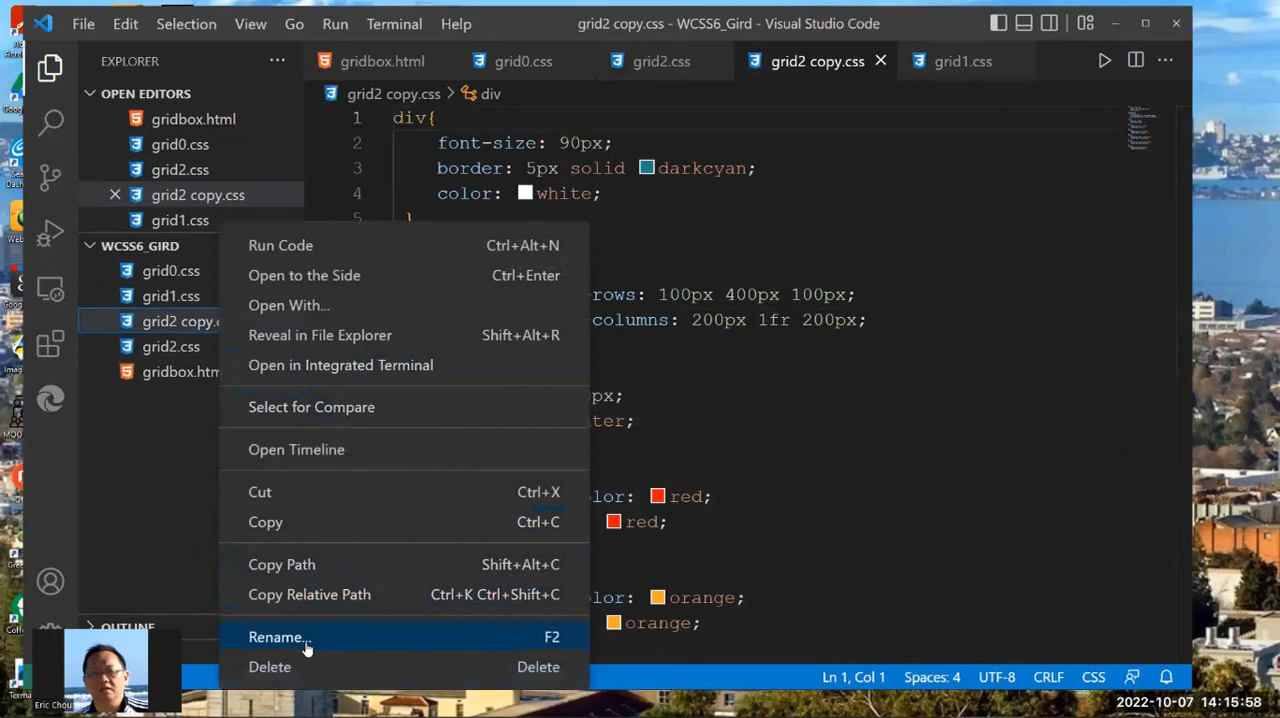 File Edit Selection View Go Run Terminal Help grid2 copy.css - WCSS6_Gird - Visual Studio Code
EXPLORER
gridbox.html grid0.css grid2.css grid2 copy.css grid1.css
OPEN EDITORS
gridbox.html
grid0.css
grid2.css
grid2 copy.css
grid1.css
WCSS6_GIRD
grid0.css
grid1.css
grid2 copy.c
grid2.css
gridbox.htm
OUTLINE
grid2 copy.css > div
1 div{
2 font-size: 90px;
3 border: 5px solid darkcyan;
4 color: white;
5 }
rows: 100px 400px 100px;
columns: 200px 1fr 200px;
px;
ter;
olor: red;
red;
olor: orange;
orange;
Run Code Ctrl+Alt+N
Open to the Side Ctrl+Enter
Open With...
Reveal in File Explorer Shift+Alt+R
Open in Integrated Terminal
Select for Compare
Open Timeline
Cut Ctrl+X
Copy Ctrl+C
Copy Path Shift+Alt+C
Copy Relative Path Ctrl+K Ctrl+Shift+C
Rename... F2
Delete Delete
Ln 1, Col 1 Spaces: 4 UTF-8 CRLF CSS
Eric Chou
2022-10-07 14:15:58